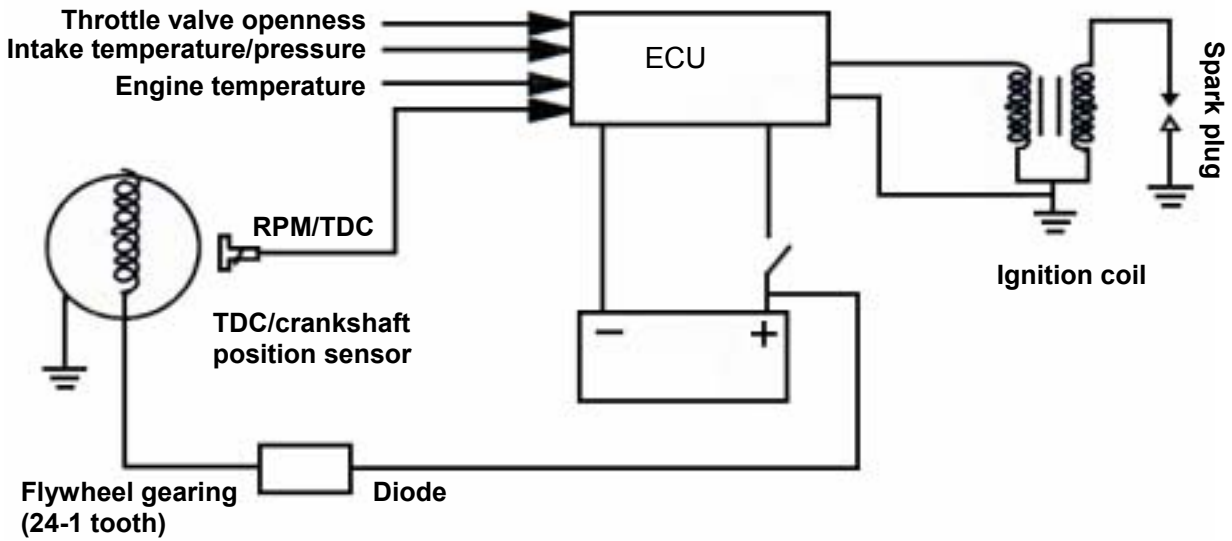 Throttle valve openness
Intake temperature/pressure
Engine temperature
ECU
Spark plug
RPM/TDC
Ignition coil
TDC/crankshaft
position sensor
− +
Flywheel gearing
(24-1 tooth)
Diode